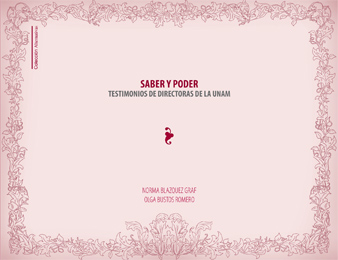 Colección Alternativas
SABER Y PODER
TESTIMONIOS DE DIRECTORAS DE LA UNAM
NORMA BLAZQUEZ GRAF
OLGA BUSTOS ROMERO